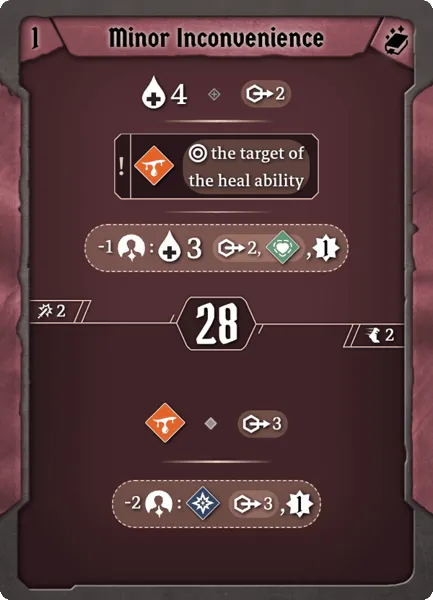 1 Minor Inconvenience
4 2
! the target of
the heal ability
-1 : 3 2, , 1
2
28
2
3
-2 : 3 , 1